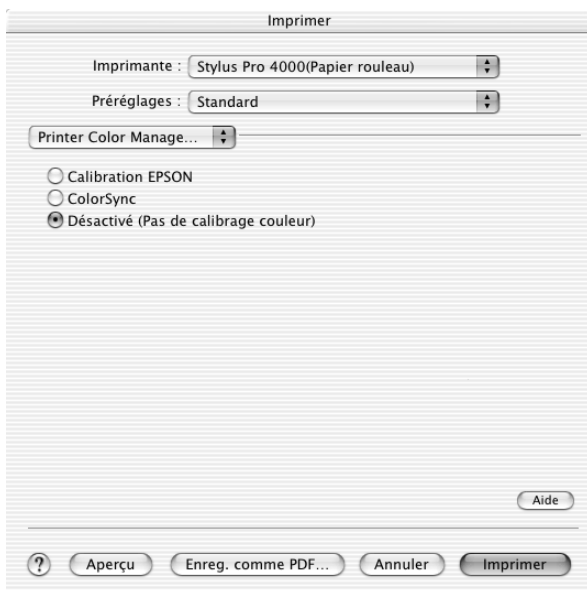 Imprimer
Imprimante : Stylus Pro 4000(Papier rouleau)
Préréglages : Standard
Printer Color Manage...
Calibration EPSON
ColorSync
Désactivé (Pas de calibrage couleur)
Aide
? Aperçu Enreg. comme PDF... Annuler Imprimer